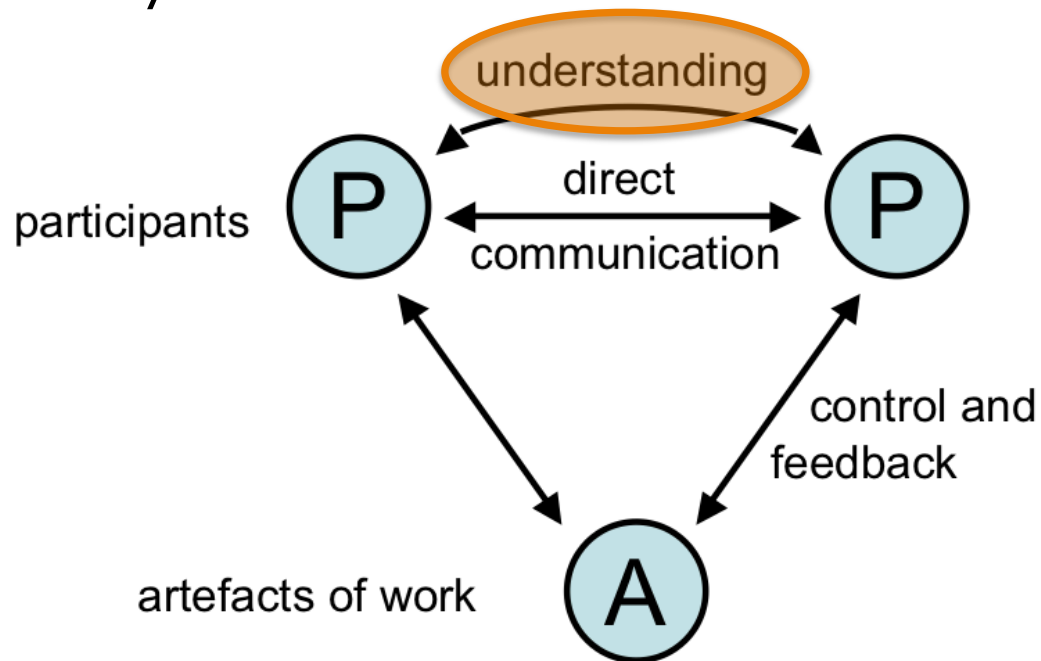 understanding
P
direct
P
participants
communication
control and
feedback
artefacts of work
A